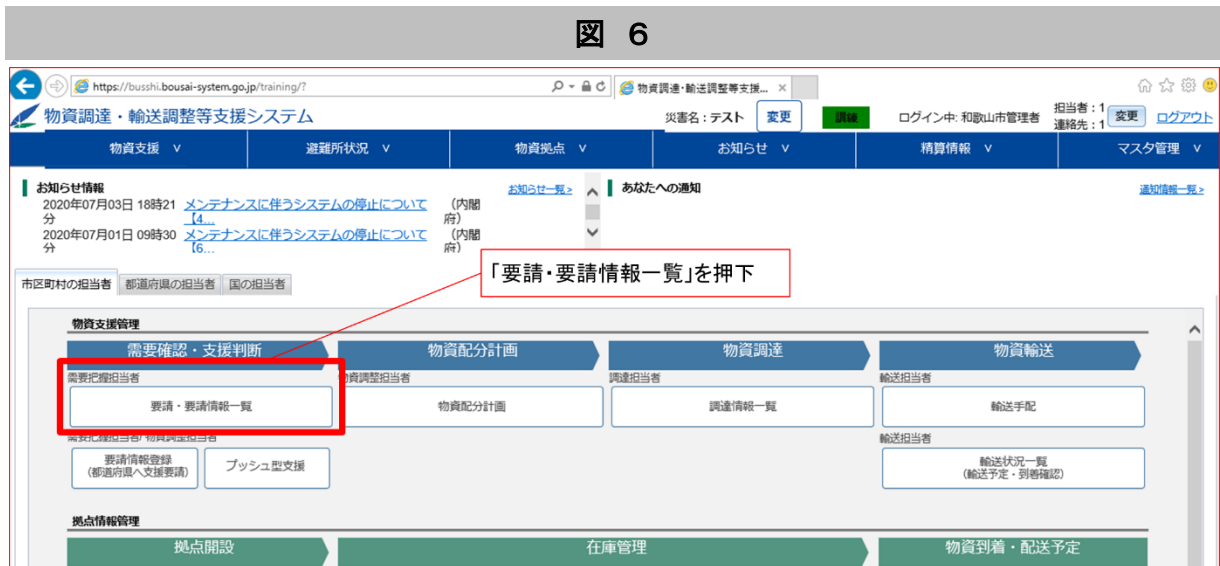 図 6
https://busshi.bousai-system.go.jp/training/?
物資調達・輸送調整等支援... ×
物資調達・輸送調整等支援システム
災害名：テスト
変更
訓練
ログイン中: 和歌山市管理者
担当者：1
連絡先：1
変更
ログアウト
物資支援 ∨
避難所状況 ∨
物資拠点 ∨
お知らせ ∨
精算情報 ∨
マスタ管理 ∨
お知らせ情報
お知らせ一覧>
2020年07月03日 18時21分
メンテナンスに伴うシステムの停止について【4...
（内閣府）
2020年07月01日 09時30分
メンテナンスに伴うシステムの停止について【6...
（内閣府）
あなたへの通知
通知情報一覧>
「要請・要請情報一覧」を押下
市区町村の担当者
都道府県の担当者
国の担当者
物資支援管理
需要確認・支援判断
物資配分計画
物資調達
物資輸送
需要把握担当者
物資調整担当者
調達担当者
輸送担当者
要請・要請情報一覧
物資配分計画
調達情報一覧
輸送手配
需要把握担当者/物資調整担当者
輸送担当者
要請情報登録
（都道府県へ支援要請）
プッシュ型支援
輸送状況一覧
（輸送予定・到着確認）
拠点情報管理
拠点開設
在庫管理
物資到着・配送予定